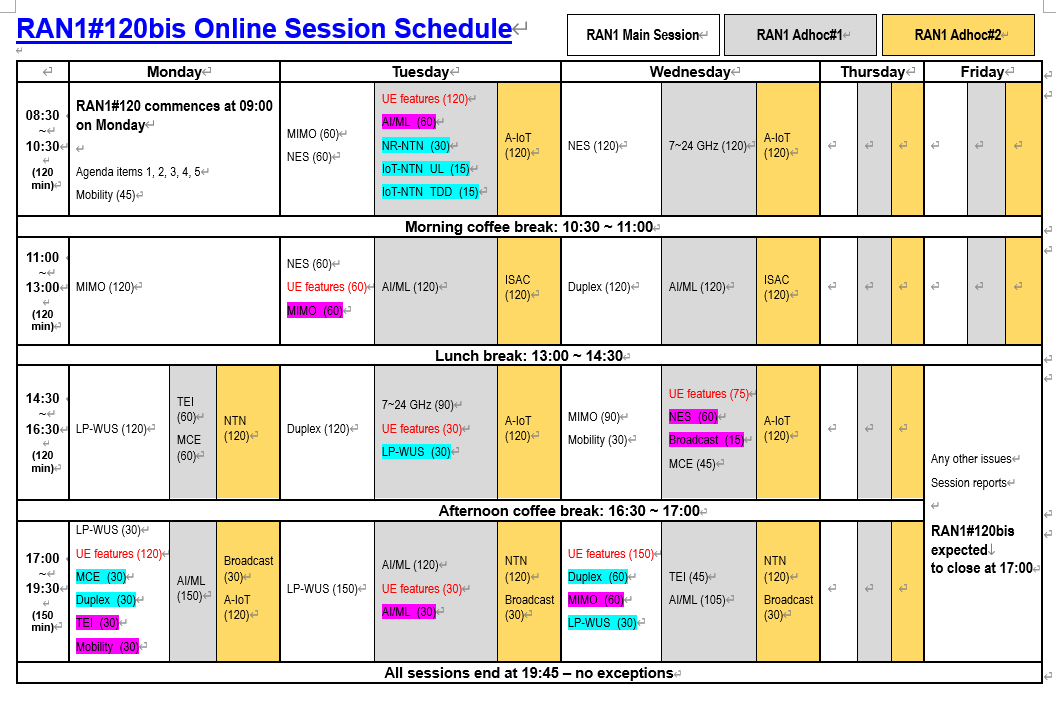 RAN1#120bis Online Session Schedule
RAN1 Main Session
RAN1 Adhoc#1
RAN1 Adhoc#2
Monday
Tuesday
Wednesday
Thursday
Friday
08:30
~
10:30
(120
min)
RAN1#120 commences at 09:00
on Monday
Agenda items 1, 2, 3, 4, 5
Mobility (45)
MIMO (60)
NES (60)
UE features (120)
AI/ML (60)
NR-NTN (30)
IoT-NTN UL (15)
IoT-NTN TDD (15)
A-IoT
(120)
NES (120)
7~24 GHz (120)
A-IoT
(120)
Morning coffee break: 10:30 ~ 11:00
11:00
~
13:00
(120
min)
MIMO (120)
NES (60)
UE features (60)
MIMO (60)
AI/ML (120)
ISAC
(120)
Duplex (120)
AI/ML (120)
ISAC
(120)
Lunch break: 13:00 ~ 14:30
14:30
~
16:30
(120
min)
LP-WUS (120)
TEI
(60)
MCE
(60)
NTN
(120)
Duplex (120)
7~24 GHz (90)
UE features (30)
LP-WUS (30)
A-IoT
(120)
MIMO (90)
Mobility (30)
UE features (75)
NES (60)
Broadcast (15)
MCE (45)
A-IoT
(120)
Any other issues
Session reports
RAN1#120bis
expected
to close at 17:00
Afternoon coffee break: 16:30 ~ 17:00
17:00
~
19:30
(150
min)
LP-WUS (30)
UE features (120)
MCE (30)
Duplex (30)
TEI (30)
Mobility (30)
AI/ML
(150)
Broadcast
(30)
A-IoT
(120)
LP-WUS (150)
AI/ML (120)
UE features (30)
AI/ML (30)
NTN
(120)
Broadcast
(30)
UE features (150)
Duplex (60)
MIMO (60)
LP-WUS (30)
TEI (45)
AI/ML (105)
NTN
(120)
Broadcast
(30)
All sessions end at 19:45 – no exceptions